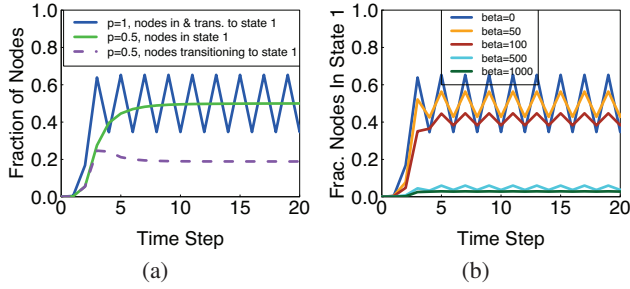 p=1, nodes in & trans. to state 1
p=0.5, nodes in state 1
p=0.5, nodes transitioning to state 1
Fraction of Nodes
1.0
0.8
0.6
0.4
0.2
0.0
0 5 10 15 20
Time Step
(a)
beta=0
beta=50
beta=100
beta=500
beta=1000
Frac. Nodes In State 1
1.0
0.8
0.6
0.4
0.2
0.0
0 5 10 15 20
Time Step
(b)